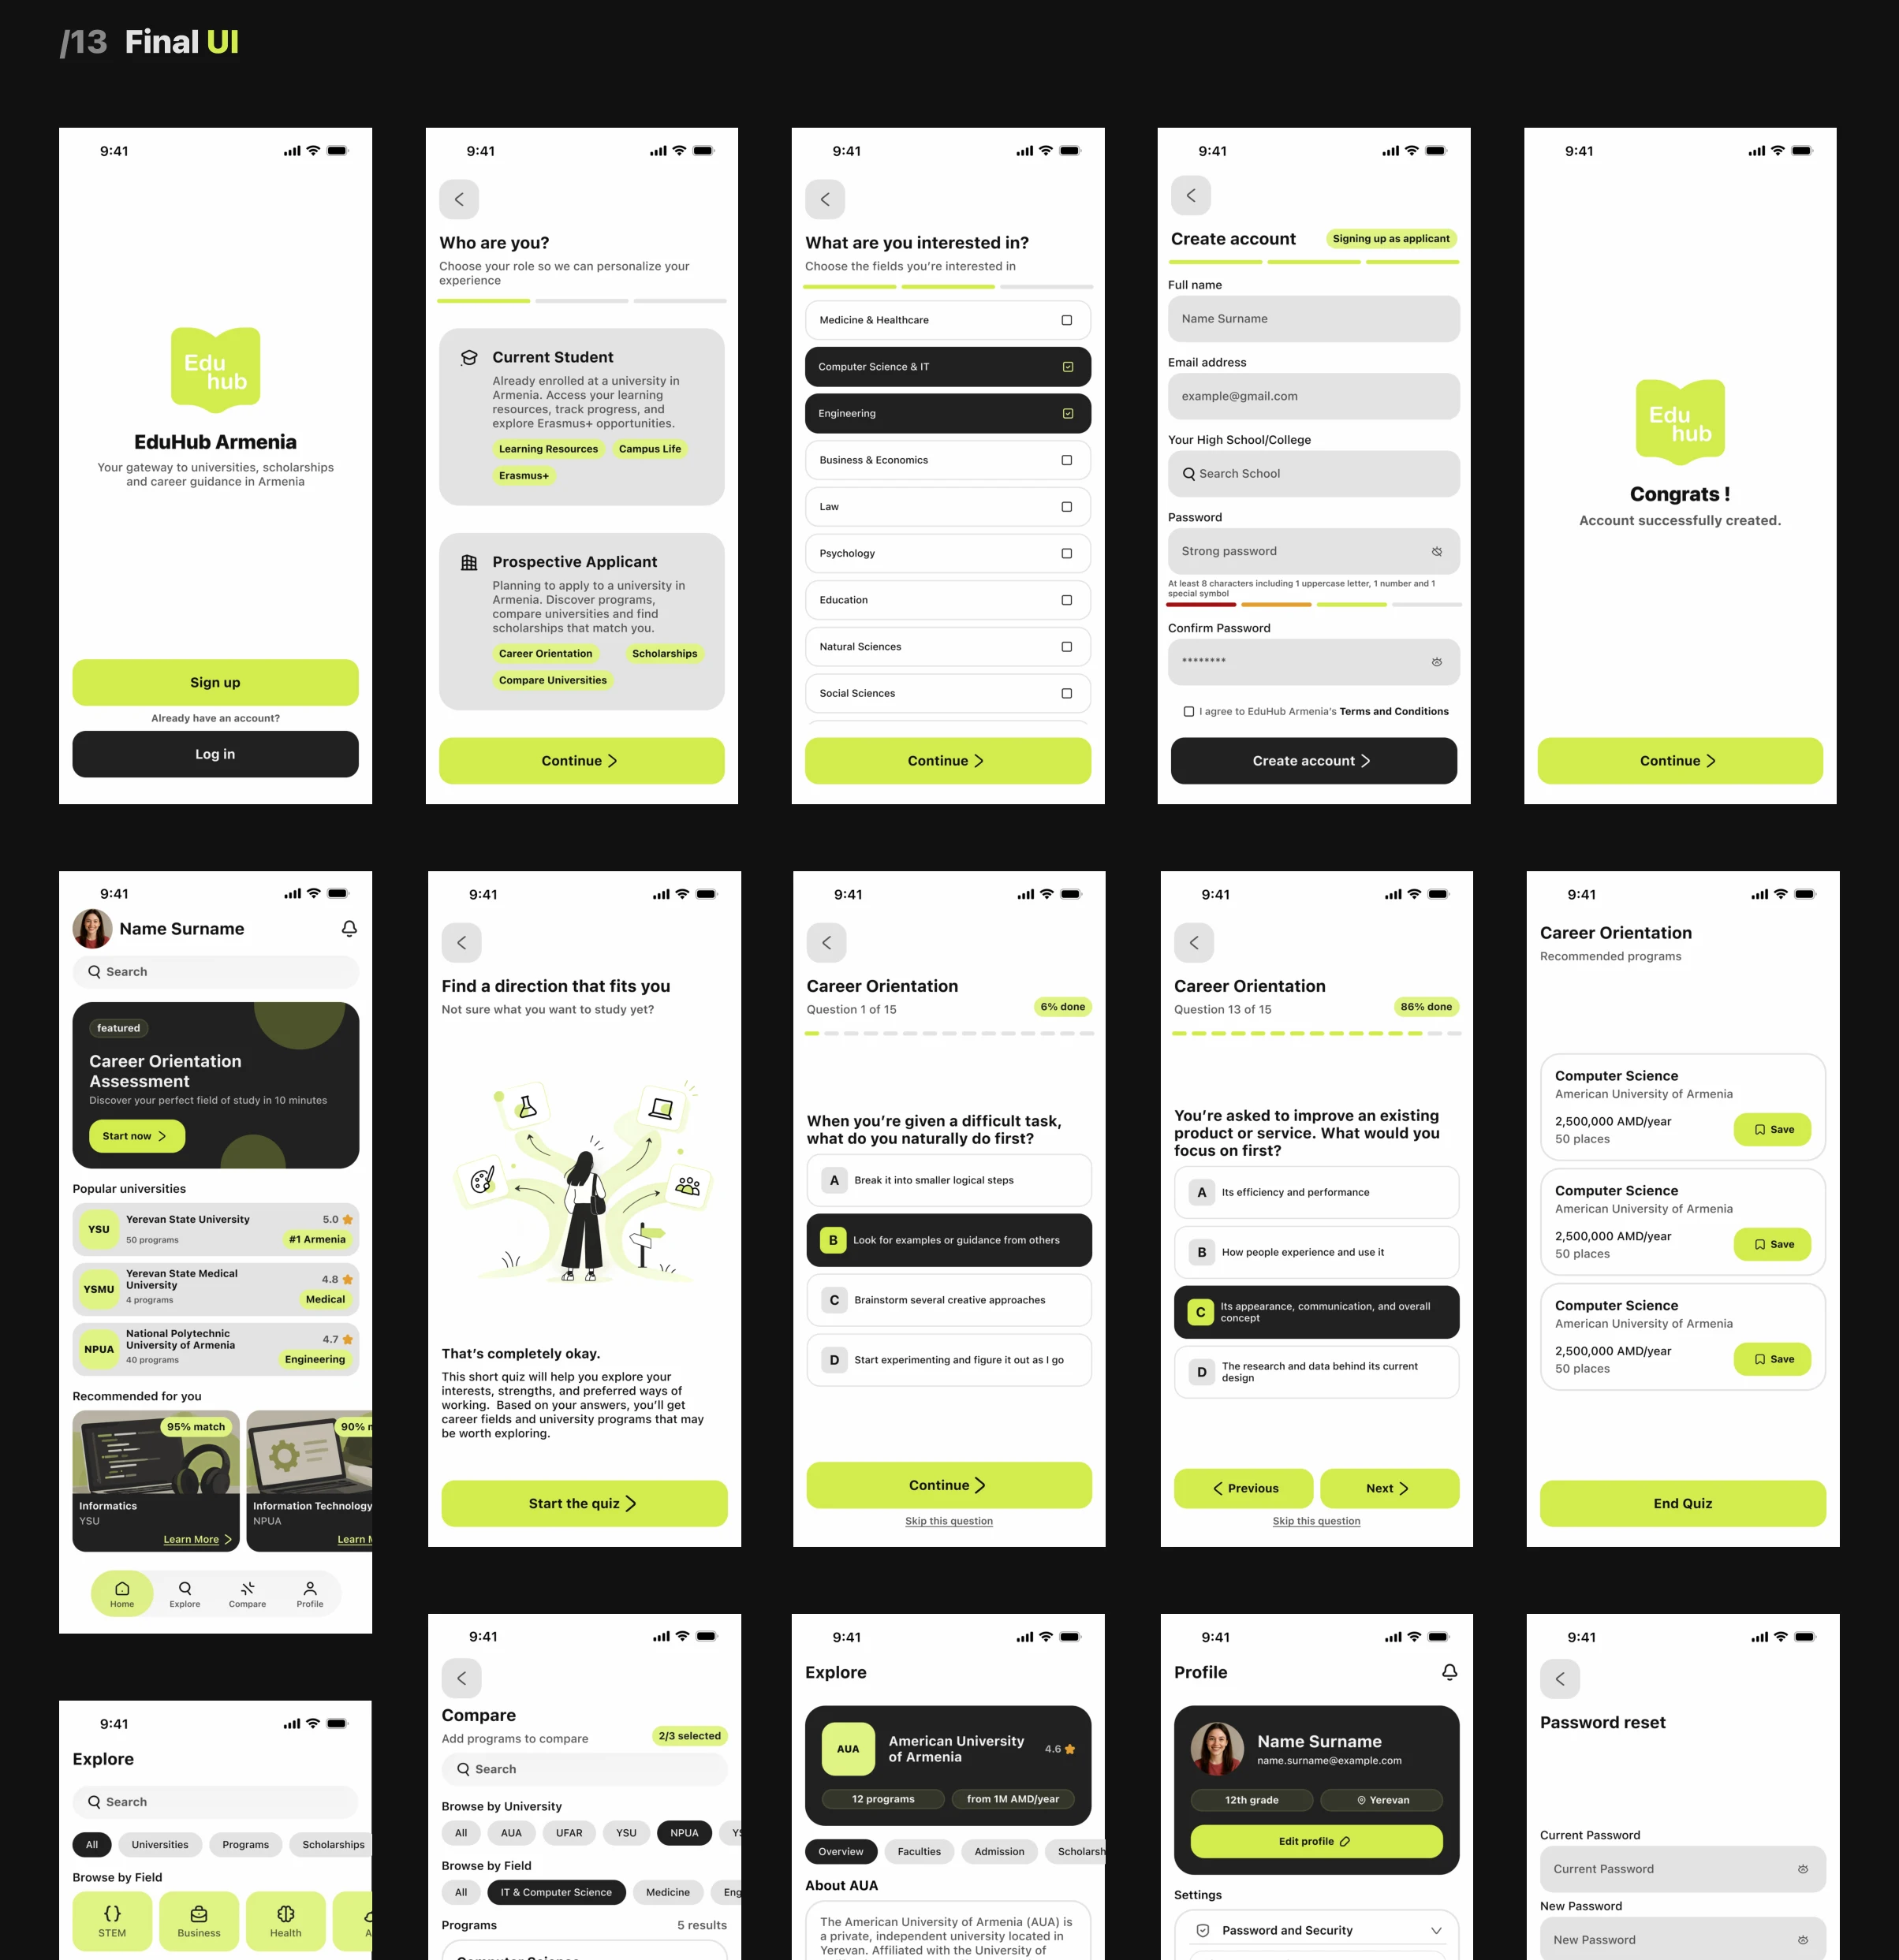 /13 Final UI
9:41
Edu
hub
EduHub Armenia
Your gateway to universities, scholarships
and career guidance in Armenia
Sign up
Already have an account?
Log in
9:41
Who are you?
Choose your role so we can personalize your
experience
Current Student
Already enrolled at a university in
Armenia. Access your learning
resources, track progress, and
explore Erasmus+ opportunities.
Learning Resources Campus Life
Erasmus+
Prospective Applicant
Planning to apply to a university in
Armenia. Discover programs,
compare universities and find
scholarships that match you.
Career Orientation Scholarships
Compare Universities
Continue
9:41
What are you interested in?
Choose the fields you're interested in
Medicine & Healthcare
Computer Science & IT
Engineering
Business & Economics
Law
Psychology
Education
Natural Sciences
Social Sciences
Continue
9:41
Create account Signing up as applicant
Full name
Name Surname
Email address
example@gmail.com
Your High School/College
Search School
Password
Strong password
At least 8 characters including 1 uppercase letter, 1 number and 1
special symbol
Confirm Password
********
I agree to EduHub Armenia's Terms and Conditions
Create account
9:41
Edu
hub
Congrats !
Account successfully created.
Continue
9:41
Name Surname
Search
featured
Career Orientation
Assessment
Discover your perfect field of study in 10 minutes
Start now
Popular universities
YSU Yerevan State University 5.0
50 programs #1 Armenia
YSMU Yerevan State Medical
University 4.8
4 programs Medical
NPUA National Polytechnic
University of Armenia 4.7
40 programs Engineering
Recommended for you
95% match
Informatics
YSU
Learn More
90% m
Information Technology
NPUA
Learn M
Home Explore Compare Profile
9:41
Find a direction that fits you
Not sure what you want to study yet?
That's completely okay.
This short quiz will help you explore your
interests, strengths, and preferred ways of
working. Based on your answers, you'll get
career fields and university programs that may
be worth exploring.
Start the quiz
9:41
Career Orientation
Question 1 of 15 6% done
When you're given a difficult task,
what do you naturally do first?
A Break it into smaller logical steps
B Look for examples or guidance from others
C Brainstorm several creative approaches
D Start experimenting and figure it out as I go
Continue
Skip this question
9:41
Career Orientation
Question 13 of 15 86% done
You're asked to improve an existing
product or service. What would you
focus on first?
A Its efficiency and performance
B How people experience and use it
C Its appearance, communication, and overall
concept
D The research and data behind its current
design
Previous Next
Skip this question
9:41
Career Orientation
Recommended programs
Computer Science
American University of Armenia
2,500,000 AMD/year
50 places
Save
Computer Science
American University of Armenia
2,500,000 AMD/year
50 places
Save
Computer Science
American University of Armenia
2,500,000 AMD/year
50 places
Save
End Quiz
9:41
Explore
Search
All Universities Programs Scholarships
Browse by Field
STEM Business Health A
9:41
Compare
Add programs to compare 2/3 selected
Search
Browse by University
All AUA UFAR YSU NPUA YS
Browse by Field
All IT & Computer Science Medicine Eng
Programs 5 results
9:41
Explore
AUA American University
of Armenia 4.6
12 programs from 1M AMD/year
Overview Faculties Admission Scholarsh
About AUA
The American University of Armenia (AUA) is
a private, independent university located in
Yerevan. Affiliated with the University of
9:41
Profile
Name Surname
name.surname@example.com
12th grade Yerevan
Edit profile
Settings
Password and Security
9:41
Password reset
Current Password
Current Password
New Password
New Password